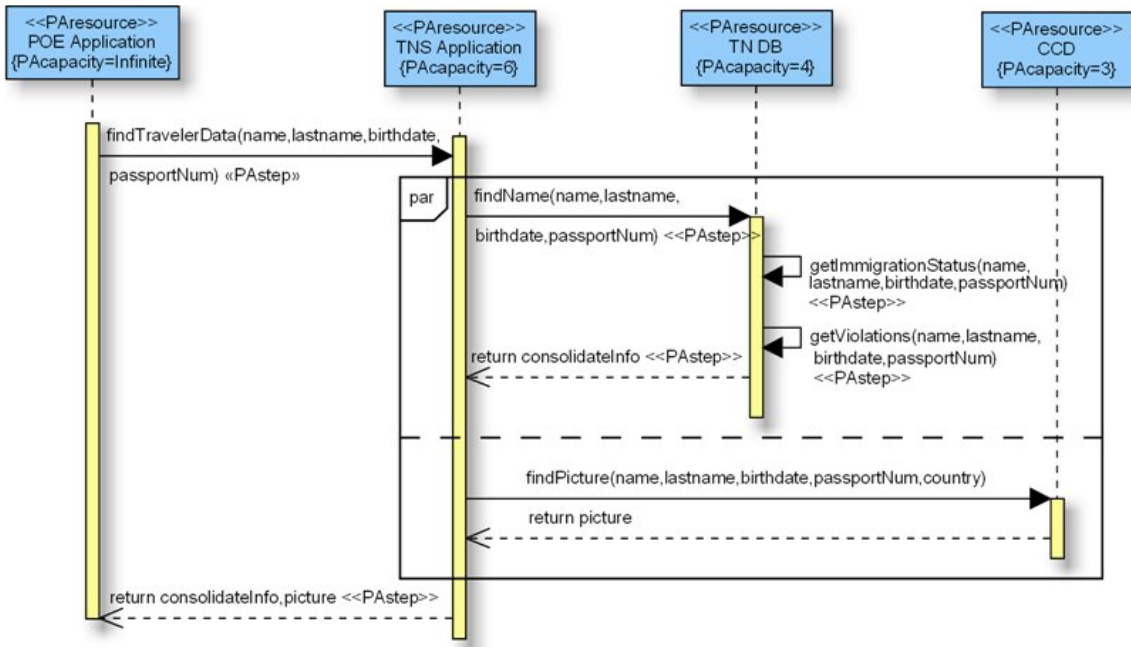 <<PAresource>>
POE Application
{PAcapacity=Infinite}
<<PAresource>>
TNS Application
{PAcapacity=6}
<<PAresource>>
TN DB
{PAcapacity=4}
<<PAresource>>
CCD
{PAcapacity=3}
findTravelerData(name,lastname,birthdate,
passportNum) «PAstep»
par
findName(name,lastname,
birthdate,passportNum) <<PAstep>>
getImmigrationStatus(name,
lastname,birthdate,passportNum)
<<PAstep>>
getViolations(name,lastname,
birthdate,passportNum)
<<PAstep>>
return consolidateInfo <<PAstep>>
findPicture(name,lastname,birthdate,passportNum,country)
return picture
return consolidateInfo,picture <<PAstep>>